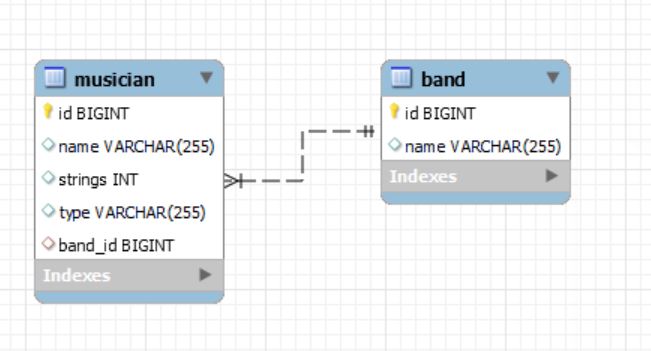 musician
id BIGINT
name VARCHAR(255)
strings INT
type VARCHAR(255)
band_id BIGINT
Indexes
band
id BIGINT
name VARCHAR(255)
Indexes